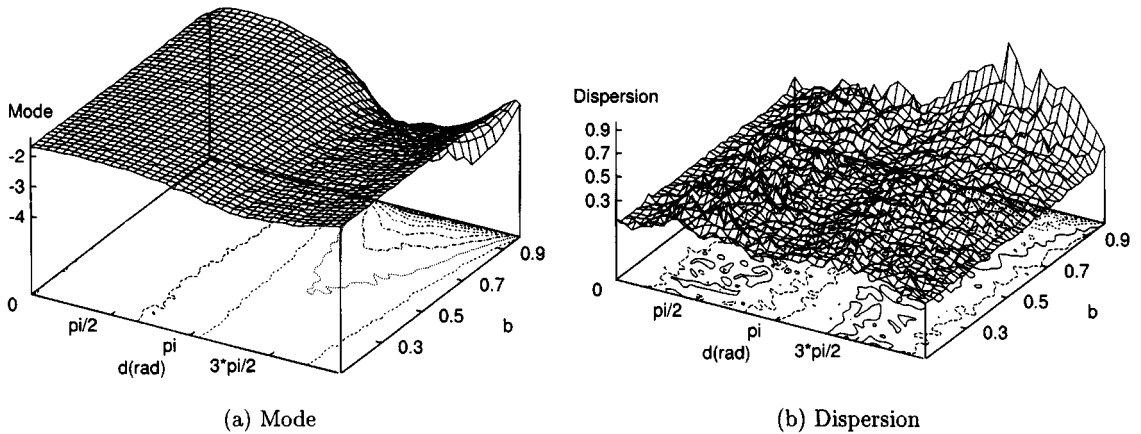 Mode
-2
-3
-4
0
pi/2
pi
3*pi/2
d(rad)
0.3
0.5
0.7
0.9
b
(a) Mode
Dispersion
0.9
0.7
0.5
0.3
0
pi/2
pi
3*pi/2
d(rad)
0.3
0.5
0.7
0.9
b
(b) Dispersion